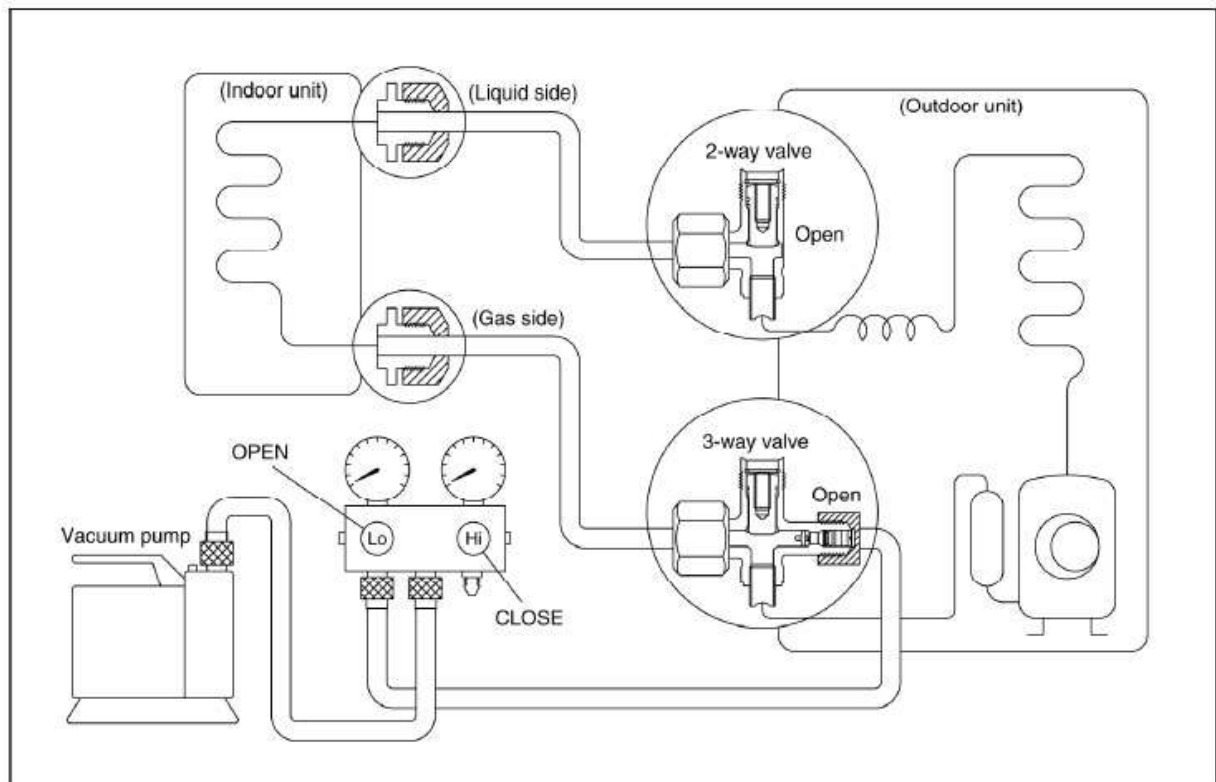 (Indoor unit)
(Liquid side)
(Outdoor unit)
2-way valve
Open
(Gas side)
3-way valve
Open
OPEN
Vacuum pump
Lo
Hi
CLOSE